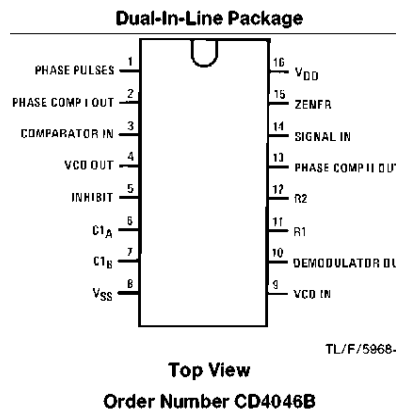 Dual-In-Line Package
PHASE PULSES 1
16 VDD
PHASE COMP I OUT 2
15 ZENER
COMPARATOR IN 3
14 SIGNAL IN
VCO OUT 4
13 PHASE COMP II OUT
INHIBIT 5
12 R2
C1A 6
11 R1
C1B 7
10 DEMODULATOR OU
VSS 8
9 VCO IN
TL/F/5968-
Top View
Order Number CD4046B